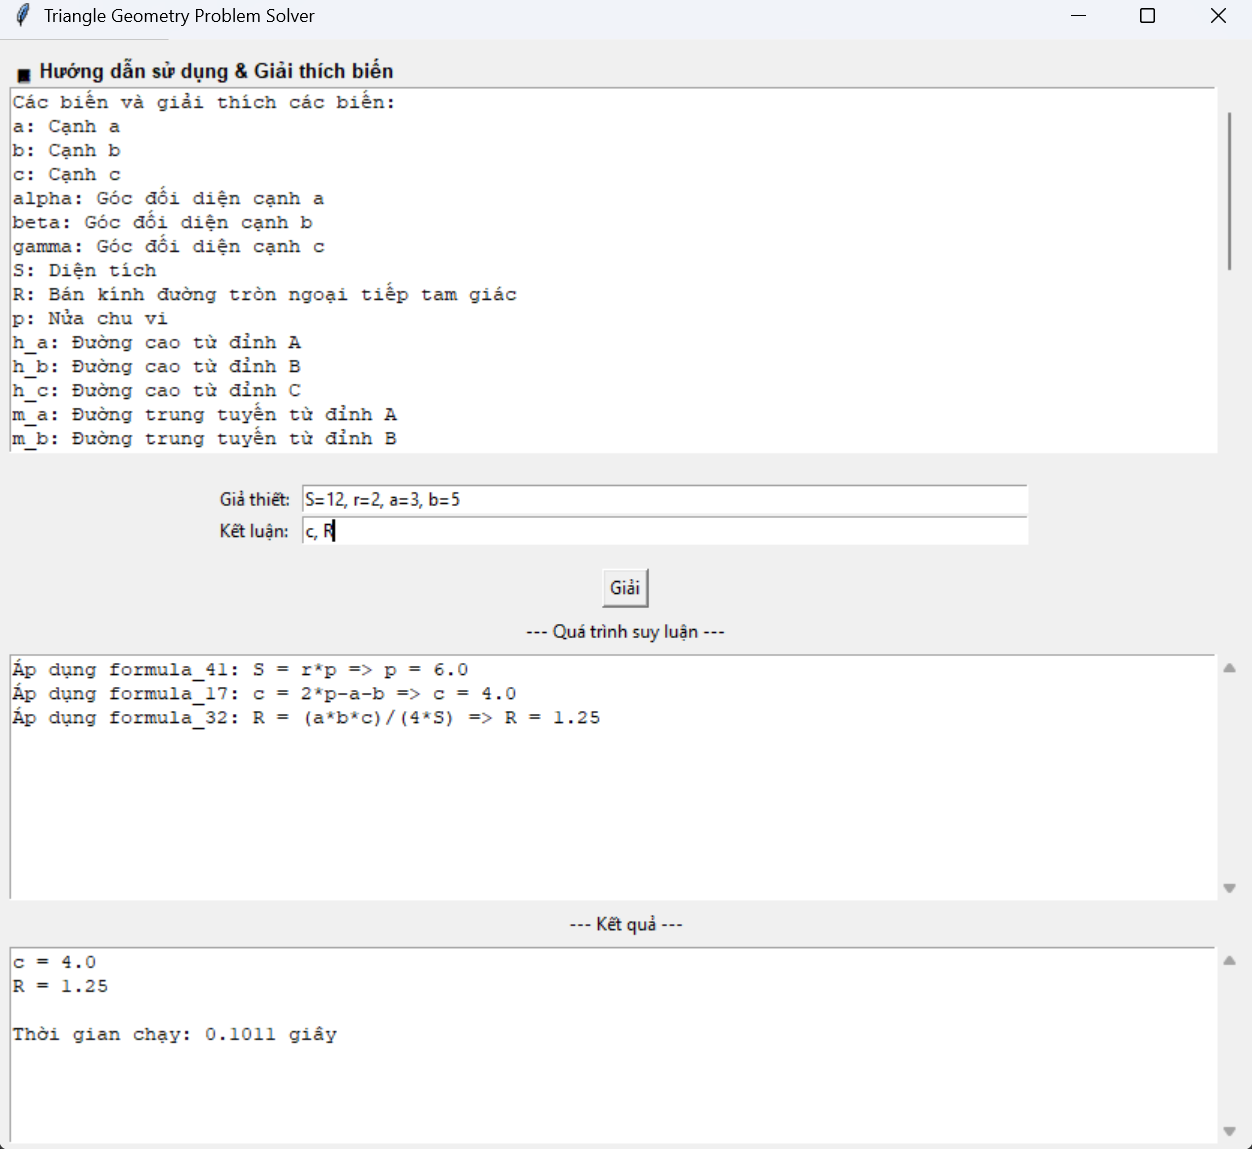 Triangle Geometry Problem Solver
Hướng dẫn sử dụng & Giải thích biến
Các biến và giải thích các biến:
a: Cạnh a
b: Cạnh b
c: Cạnh c
alpha: Góc đối diện cạnh a
beta: Góc đối diện cạnh b
gamma: Góc đối diện cạnh c
S: Diện tích
R: Bán kính đường tròn ngoại tiếp tam giác
p: Nửa chu vi
h_a: Đường cao từ đỉnh A
h_b: Đường cao từ đỉnh B
h_c: Đường cao từ đỉnh C
m_a: Đường trung tuyến từ đỉnh A
m_b: Đường trung tuyến từ đỉnh B
Giả thiết: S=12, r=2, a=3, b=5
Kết luận: c, R
Giải
--- Quá trình suy luận ---
Áp dụng formula_41: S = r*p => p = 6.0
Áp dụng formula_17: c = 2*p-a-b => c = 4.0
Áp dụng formula_32: R = (a*b*c)/(4*S) => R = 1.25
--- Kết quả ---
c = 4.0
R = 1.25
Thời gian chạy: 0.1011 giây